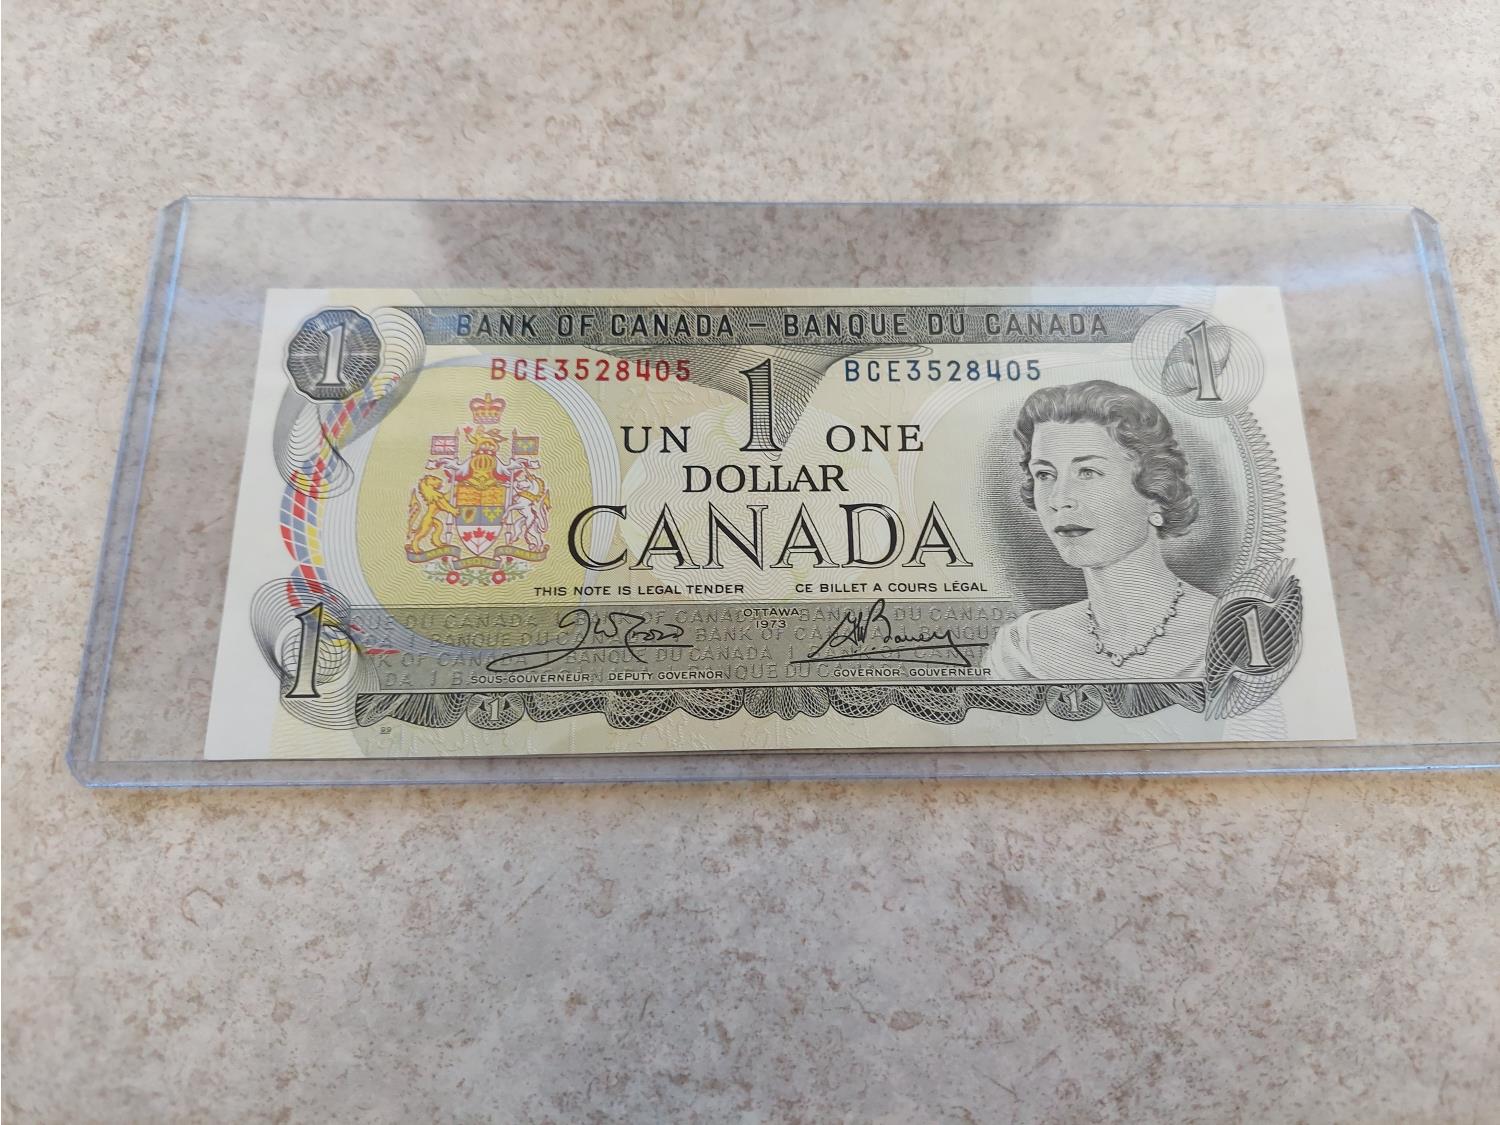 1 BANK OF CANADA – BANQUE DU CANADA 1
BCE3528405 1 BCE3528405
UN ONE
DOLLAR
CANADA
THIS NOTE IS LEGAL TENDER CE BILLET A COURS LÉGAL
OTTAWA
1973
1 1
SOUS-GOUVERNEUR DEPUTY GOVERNOR GOVERNOR GOUVERNEUR
1 1